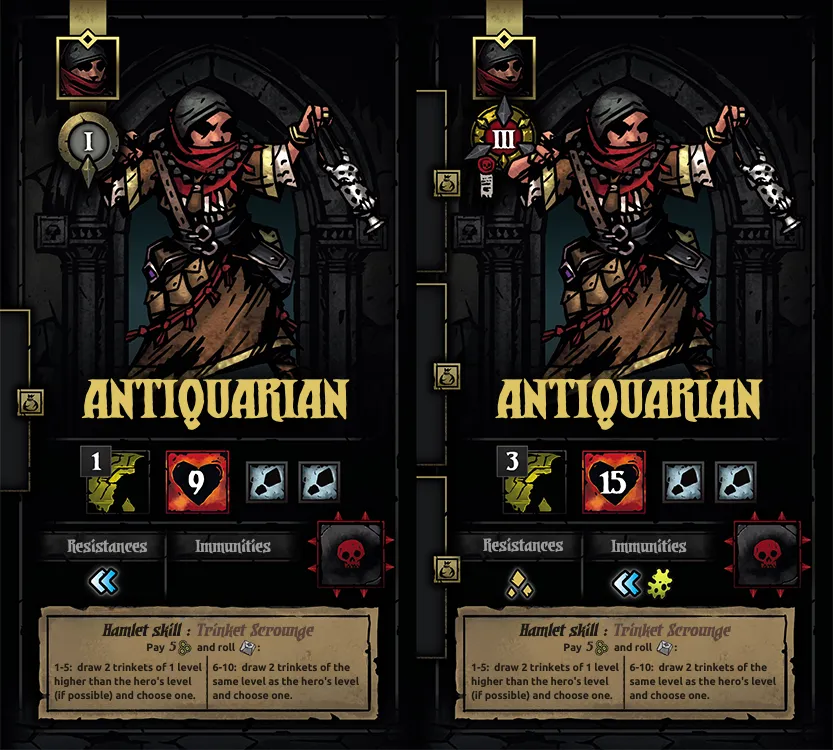 I
ANTIQUARIAN
1
9
Resistances
Immunities
Hamlet skill : Trinket Scrounge
Pay 5 and roll :
1-5: draw 2 trinkets of 1 level
higher than the hero's level
(if possible) and choose one.
6-10: draw 2 trinkets of the
same level as the hero's level
and choose one.
III
ANTIQUARIAN
3
15
Resistances
Immunities
Hamlet skill : Trinket Scrounge
Pay 5 and roll :
1-5: draw 2 trinkets of 1 level
higher than the hero's level
(if possible) and choose one.
6-10: draw 2 trinkets of the
same level as the hero's level
and choose one.